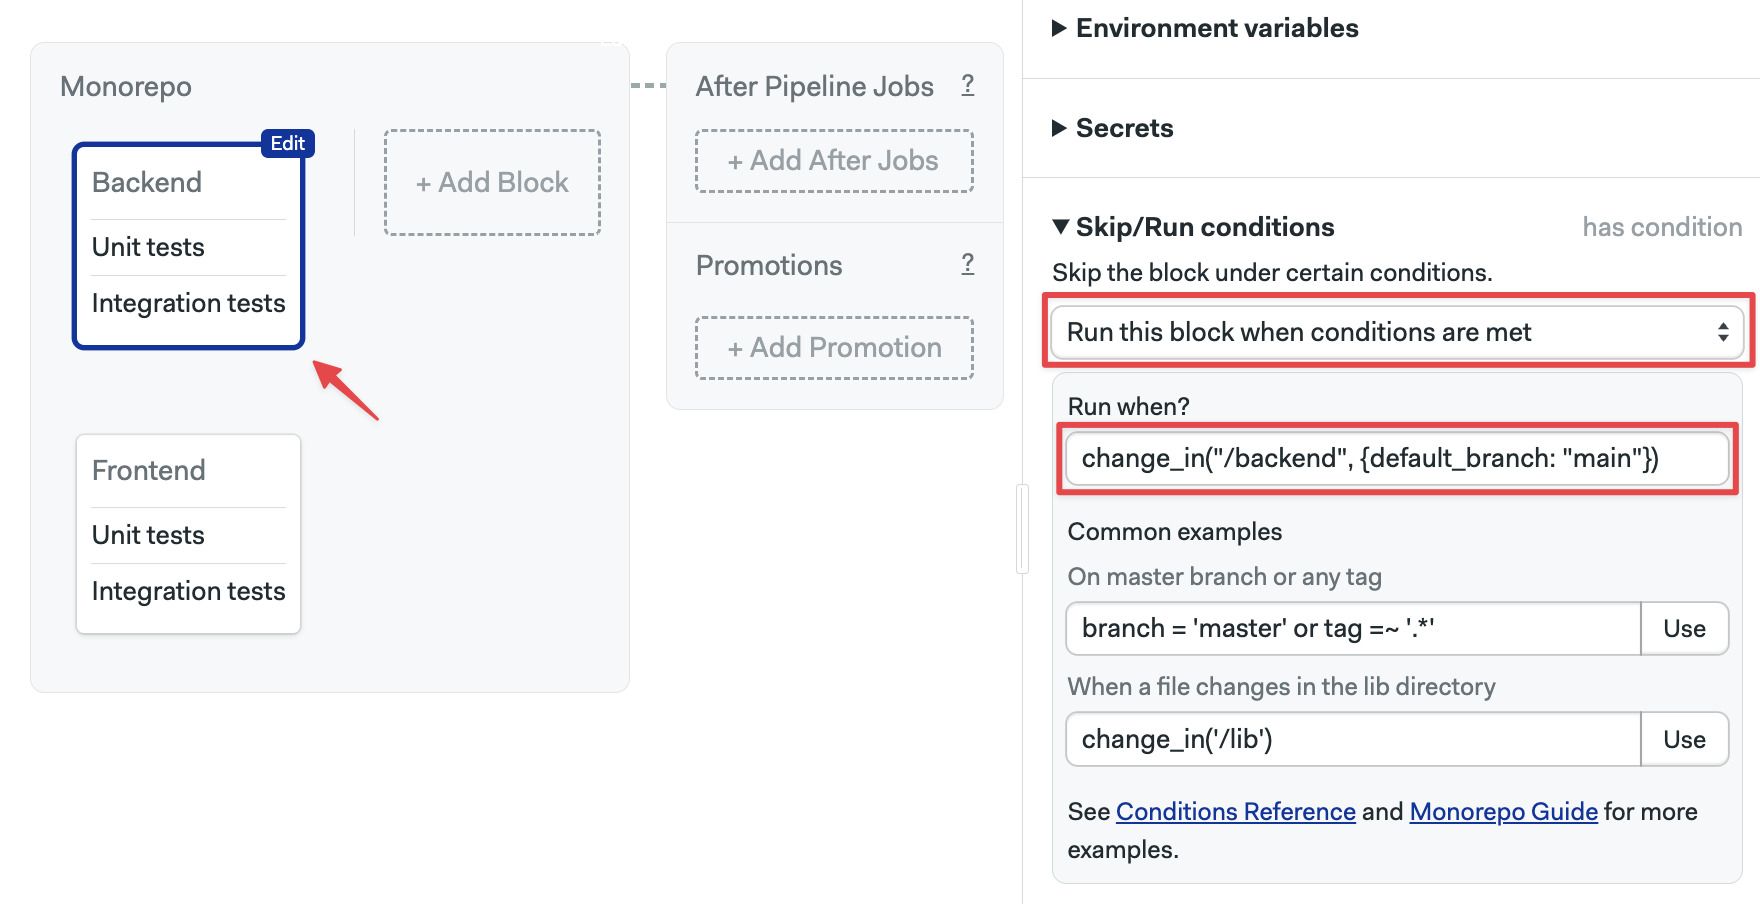 Monorepo
Edit
Backend
Unit tests
Integration tests
+ Add Block
Frontend
Unit tests
Integration tests
After Pipeline Jobs ?
+ Add After Jobs
Promotions ?
+ Add Promotion
Environment variables
Secrets
Skip/Run conditions has condition
Skip the block under certain conditions.
Run this block when conditions are met
Run when?
change_in("/backend", {default_branch: "main"})
Common examples
On master branch or any tag
branch = 'master' or tag =~ '.*' Use
When a file changes in the lib directory
change_in('/lib') Use
See Conditions Reference and Monorepo Guide for more
examples.